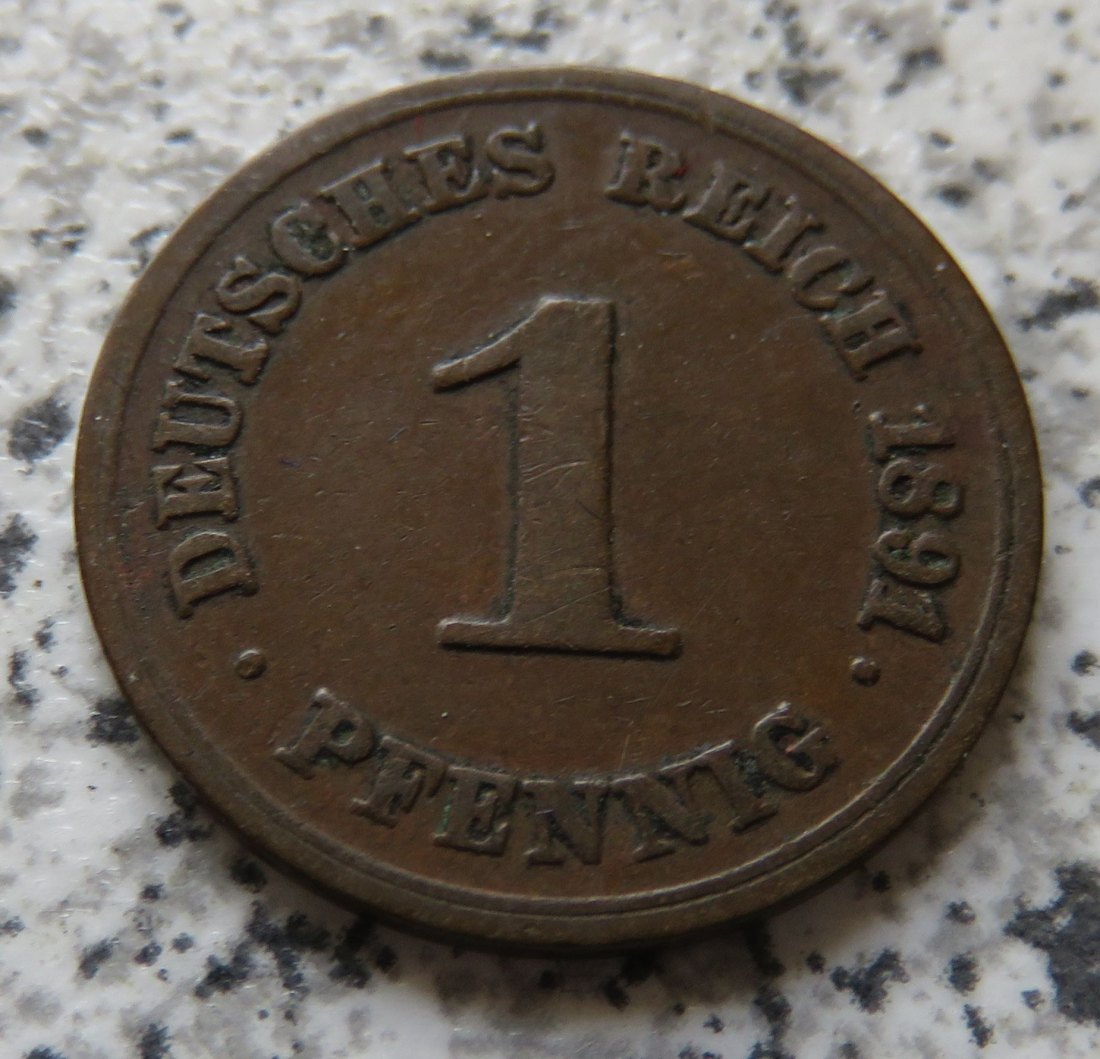 DEUTSCHES REICH 1891
1
· PFENNIG ·